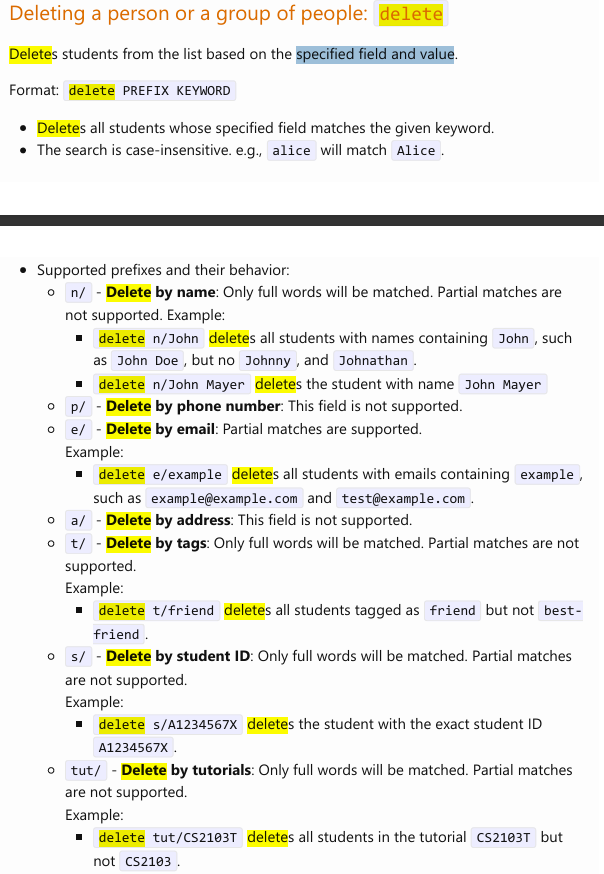 Deleting a person or a group of people: delete
Deletes students from the list based on the specified field and value.
Format: delete PREFIX KEYWORD
• Deletes all students whose specified field matches the given keyword.
• The search is case-insensitive. e.g., alice will match Alice .
• Supported prefixes and their behavior:
n/ - Delete by name: Only full words will be matched. Partial matches are
not supported. Example:
delete n/John deletes all students with names containing John , such
as John Doe , but no Johnny , and Johnathan .
delete n/John Mayer deletes the student with name John Mayer
p/ - Delete by phone number: This field is not supported.
e/ - Delete by email: Partial matches are supported.
Example:
delete e/example deletes all students with emails containing example ,
such as example@example.com and test@example.com .
a/ - Delete by address: This field is not supported.
t/ - Delete by tags: Only full words will be matched. Partial matches are not
supported.
Example:
delete t/friend deletes all students tagged as friend but not best-
friend .
s/ - Delete by student ID: Only full words will be matched. Partial matches
are not supported.
Example:
delete s/A1234567X deletes the student with the exact student ID
A1234567X .
tut/ - Delete by tutorials: Only full words will be matched. Partial matches
are not supported.
Example:
delete tut/CS2103T deletes all students in the tutorial CS2103T but
not CS2103 .